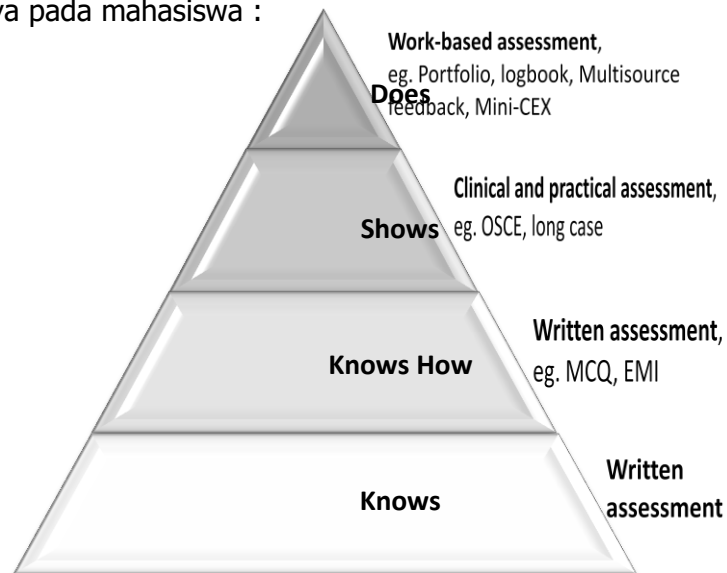 pada mahasiswa :
Work-based assessment,
eg. Portfolio, logbook, Multisource
Does
feedback, Mini-CEX
Clinical and practical assessment,
Shows
eg. OSCE, long case
Written assessment,
Knows How
eg. MCQ, EMI
Written
Knows
assessment